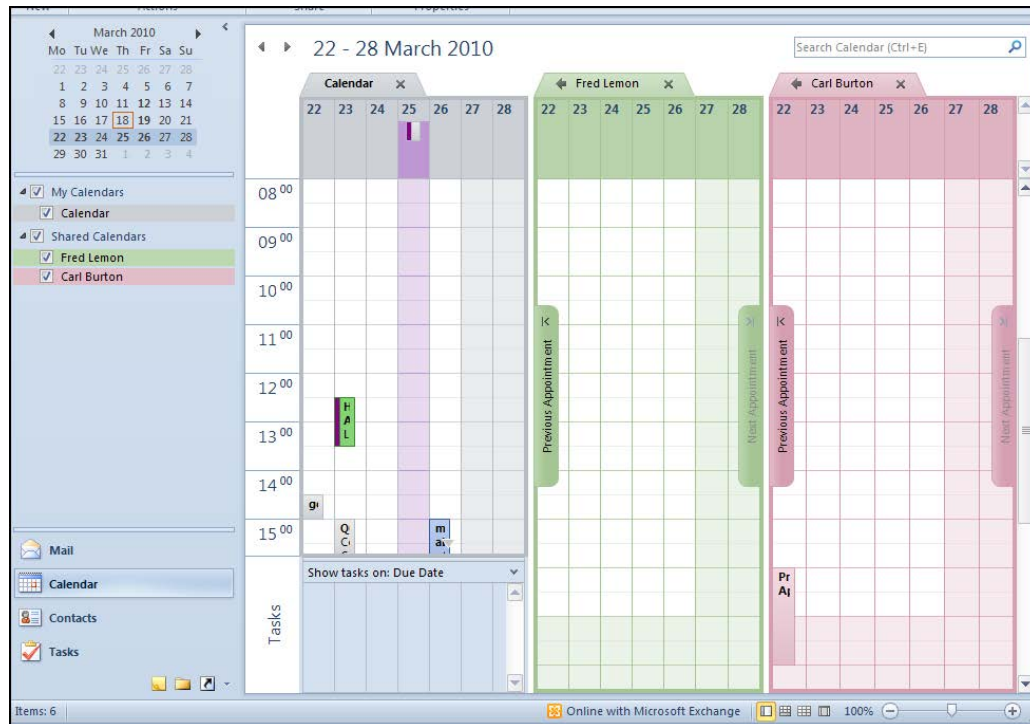 New Actions Share Properties
March 2010
Mo Tu We Th Fr Sa Su
22 23 24 25 26 27 28
1 2 3 4 5 6 7
8 9 10 11 12 13 14
15 16 17 18 19 20 21
22 23 24 25 26 27 28
29 30 31 1 2 3 4
My Calendars
Calendar
Shared Calendars
Fred Lemon
Carl Burton
Mail
Calendar
Contacts
Tasks
22 - 28 March 2010
Search Calendar (Ctrl+E)
Calendar
22 23 24 25 26 27 28
08 00
09 00
10 00
11 00
12 00
13 00
14 00
15 00
H
A
L
ge
Q
C
m
a
Show tasks on: Due Date
Tasks
Fred Lemon
22 23 24 25 26 27 28
Previous Appointment
Next Appointment
Carl Burton
22 23 24 25 26 27 28
Previous Appointment
Next Appointment
Pr
Ap
Items: 6
Online with Microsoft Exchange
100%